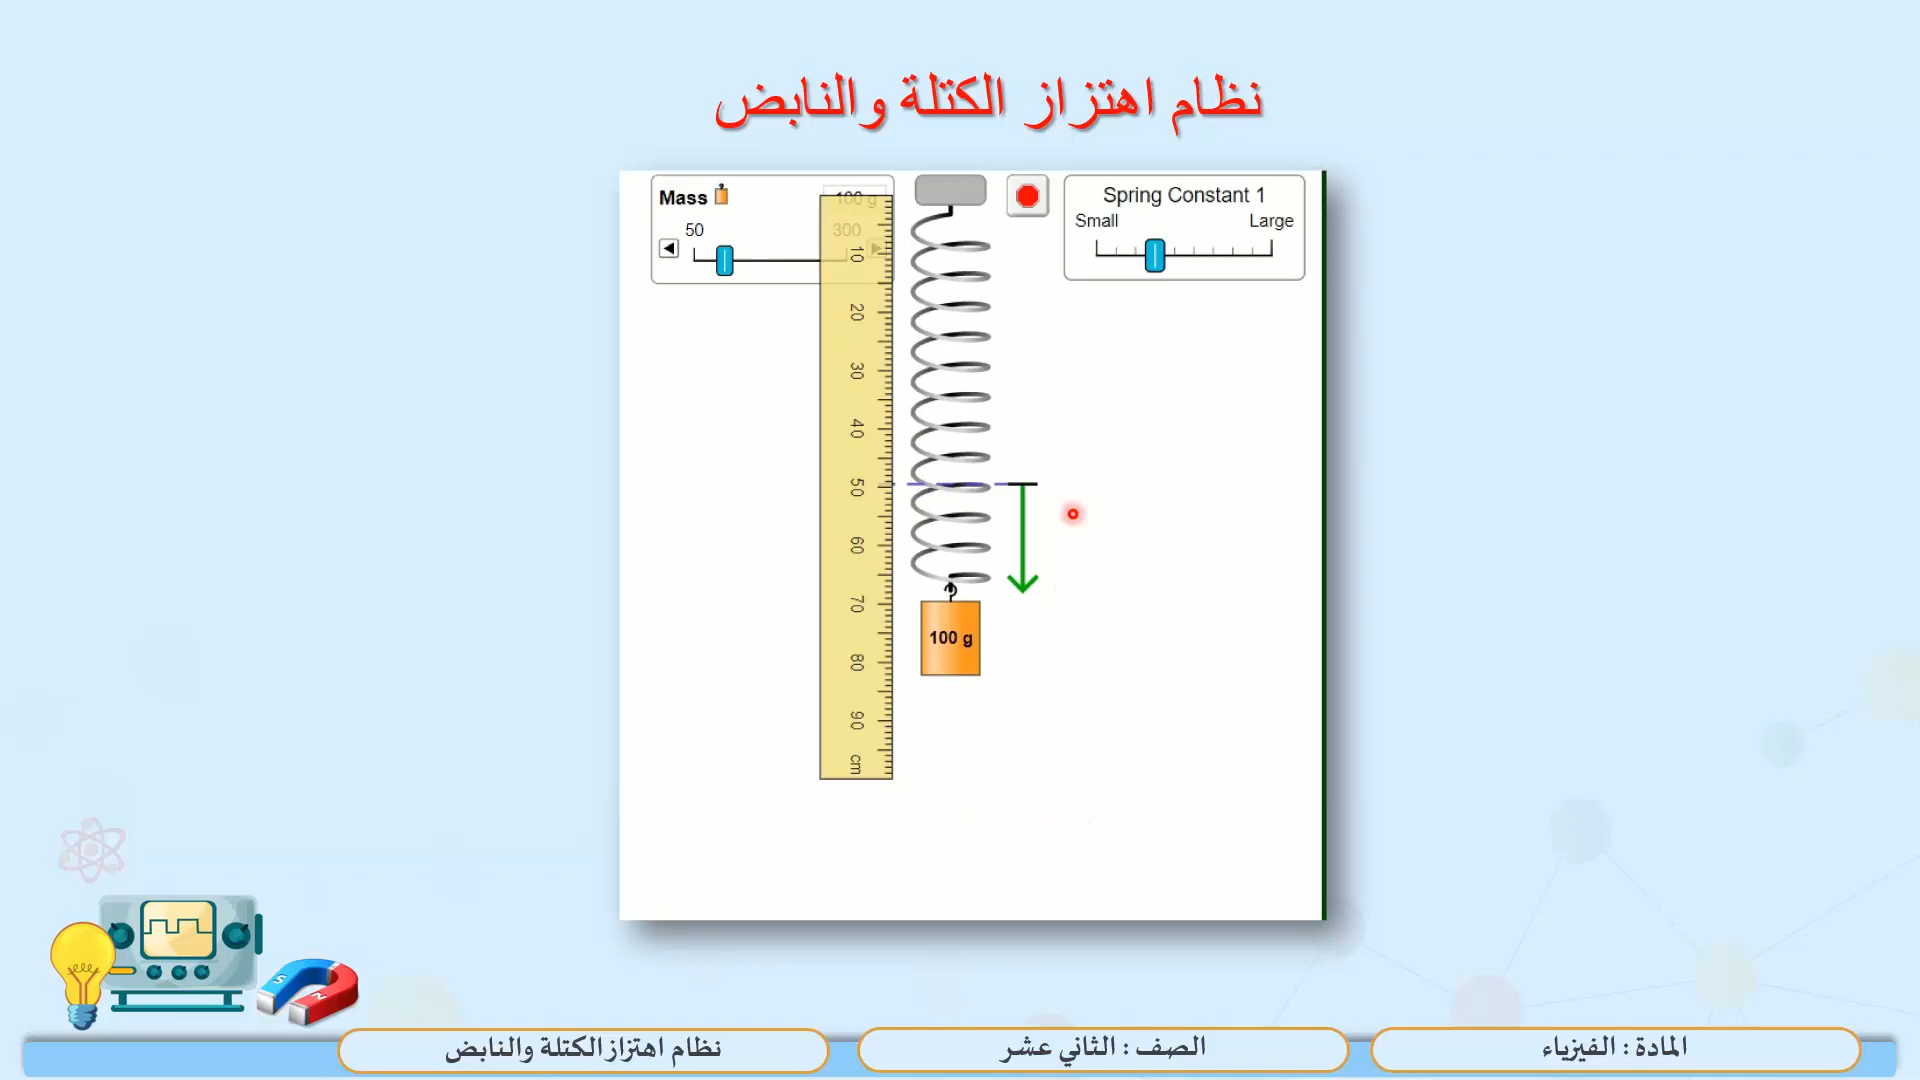 نظام اهتزاز الكتلة والنابض
Mass
100 g
50
300
Spring Constant 1
Small
Large
10
20
30
40
50
60
70
80
90
cm
100 g
S
N
المادة : الفيزياء
الصف : الثاني عشر
نظام اهتزاز الكتلة والنابض